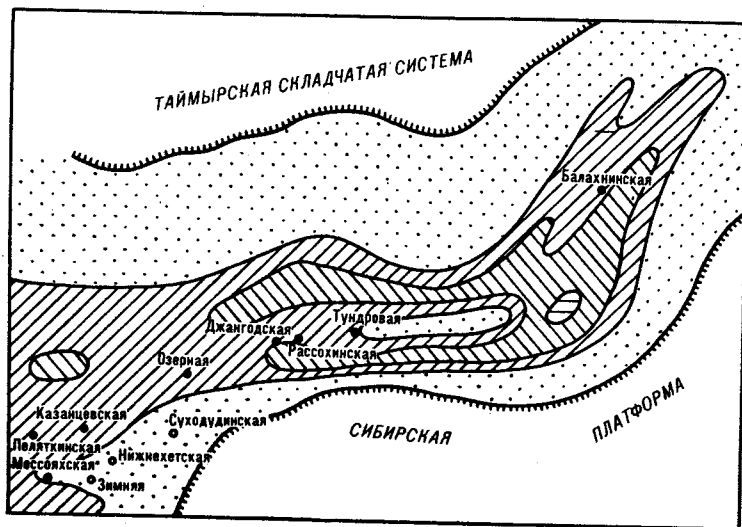 ТАЙМЫРСКАЯ СКЛАДЧАТАЯ СИСТЕМА
Балахнинская
Тундровая
Джангодская
Рассохинская
Озерная
Казанцевская
Суходудинская
СИБИРСКАЯ
ПЛАТФОРМА
Пеляткинская
Нижнехетская
Мессояхская
Зимняя